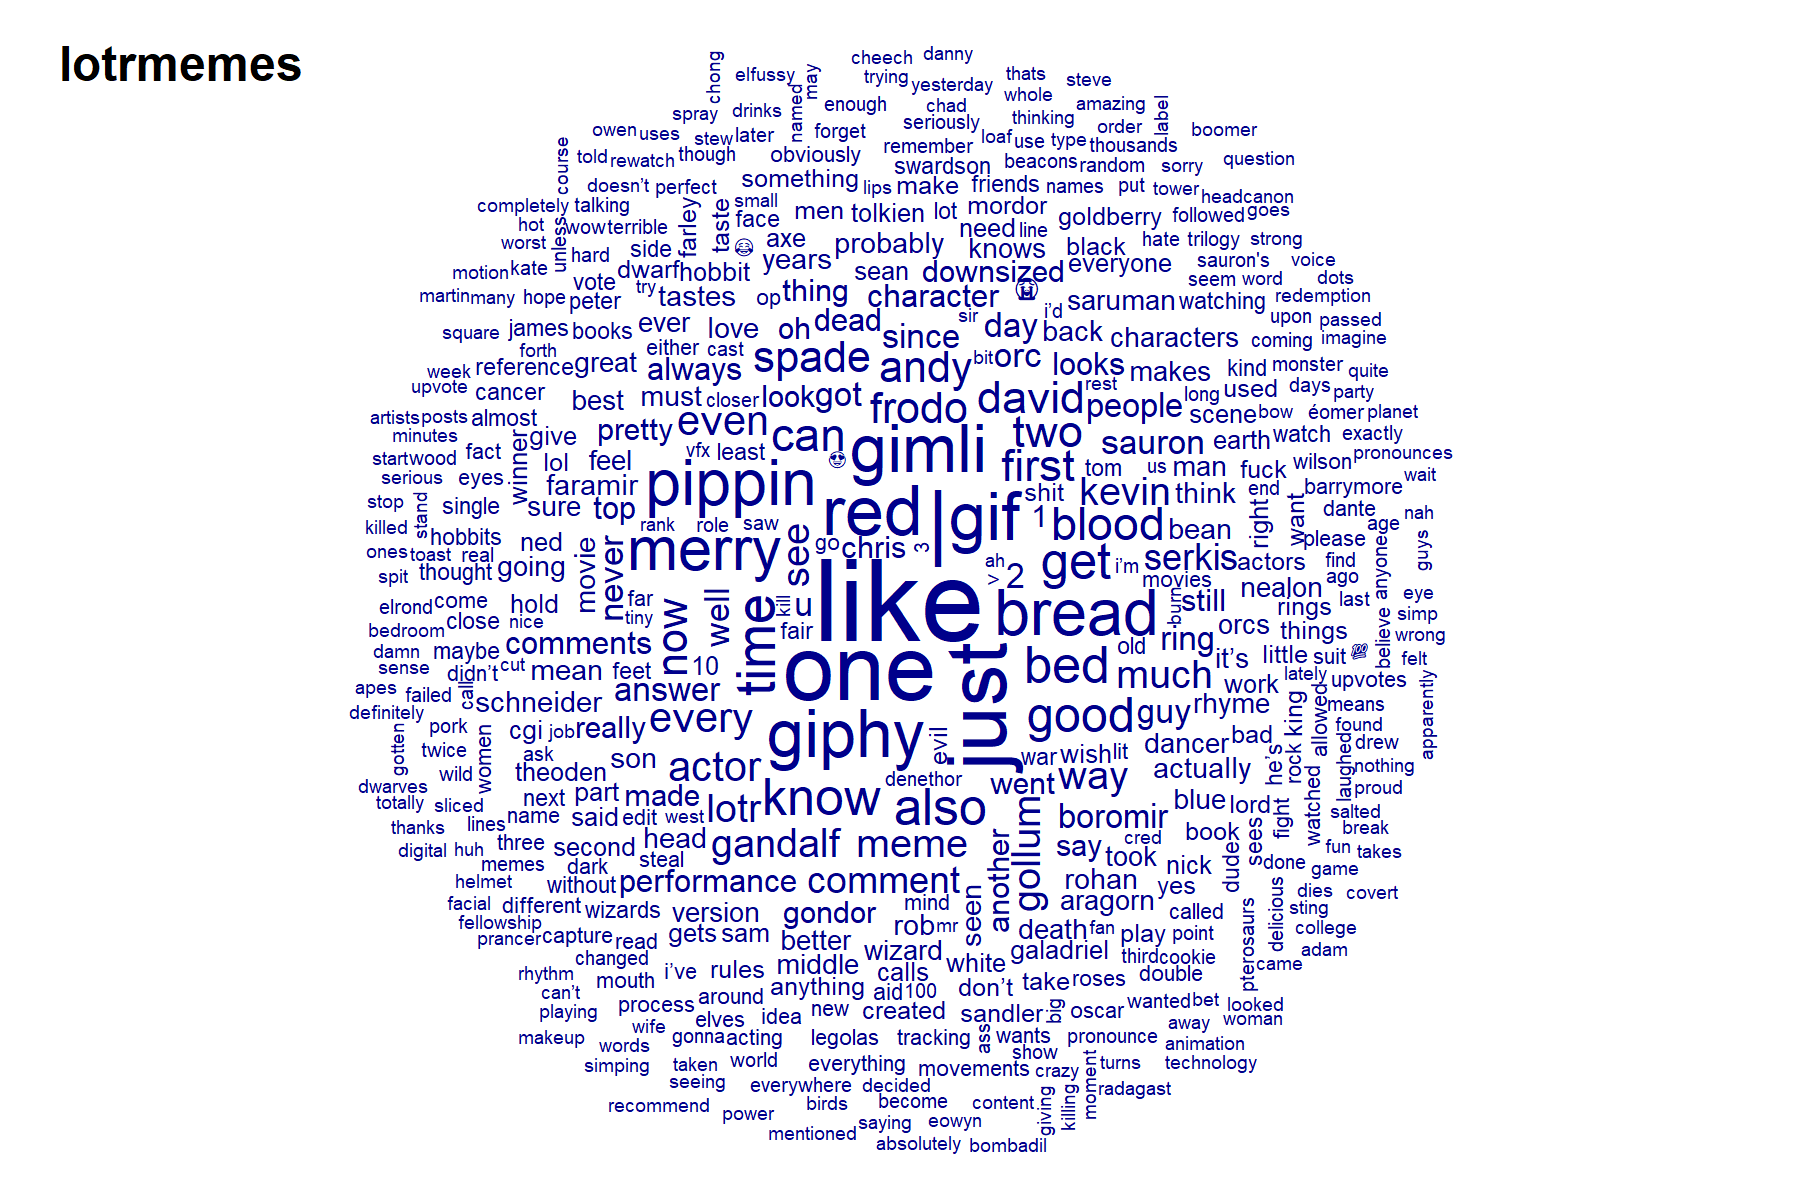 lotrmemes
cheech danny
chong elfussy may trying yesterday thats steve
whole
spray drinks named enough chad amazing label
seriously thinking order boomer
owen uses stew later forget remember loaf use type thousands
course told rewatch though obviously swardson beacons random sorry question
doesn't perfect something lips make friends names put tower headcanon
completely talking small
hot wow terrible farley taste face men tolkien lot mordor goldberry followed goes
worst unless hard side 😂 axe probably need line knows black hate trilogy strong
motion kate vote dwarf hobbit years sean downsized everyone sauron's voice
seem word dots
martin many hope peter try tastes op thing character 😭 i'd saruman watching redemption
square james books ever love oh dead since sir day back characters coming upon passed imagine
forth either cast
week reference great always spade andy bit orc looks makes kind monster quite
upvote cancer best must closer look got frodo david rest people long used days party
artists posts almost scene bow éomer planet
minutes give pretty even can gimli two sauron earth watch exactly
start wood fact winner lol feel vfx least 😍 first tom us man fuck wilson pronounces
serious eyes faramir pippin red | gif shit kevin think end barrymore wait
stop stand single sure top rank role saw 1 blood bean right want dante nah
killed hobbits ned movie never merry see go chris 3 please age
ones toast real get serkis actors find guys
spit thought going ah > 2 i'm movies ago anyone
elrond come hold far tiny now well time kill u like bread burn still nealon rings last eye
bedroom close nice fair orcs things believe simp wrong
damn maybe comments one just old ring it's little suit 💯 felt
sense didn't cut mean feet 10 bed much work lately upvotes
apes failed call schneider answer good guy rhyme king allowed means apparently
definitely pork cgi job really every giphy evil dancer bad found
gotten twice women ask son actor war wish lit he's rock laughed drew
dwarves wild theoden denethor went way actually nothing
totally sliced next part made lotr know also gollum boromir blue lord fight watched proud salted
thanks lines name said edit west cred book break
digital huh three second head gandalf meme another say took nick dudes sees fun takes
memes dark steal done game
helmet without performance comment rohan yes dies covert
facial different wizards version gondor mind seen aragorn called delicious sting
fellowship rob mr death fan play point pterosaurs college
prancer capture read gets sam better wizard galadriel adam
changed middle white third cookie came
rhythm mouth i've rules calls take roses double
can't anything aid 100 don't
playing process around new created sandler big oscar wanted bet looked
wife elves idea away woman
makeup words gonna acting legolas tracking ass wants pronounce animation
simping taken world everything show turns technology
seeing everywhere decided movements crazy moment radagast
recommend power birds become content giving killing
mentioned saying eowyn
absolutely bombadil